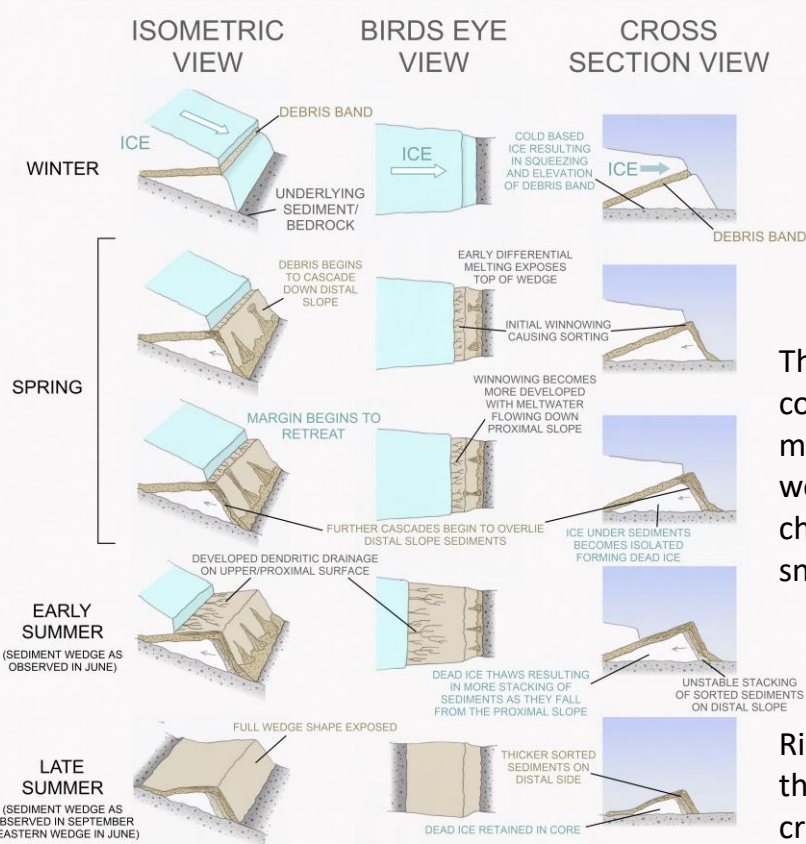 ISOMETRIC
VIEW
BIRDS EYE
VIEW
CROSS
SECTION VIEW
WINTER
ICE
DEBRIS BAND
UNDERLYING
SEDIMENT/
BEDROCK
ICE
COLD BASED
ICE RESULTING
IN SQUEEZING
AND ELEVATION
OF DEBRIS BAND
ICE
DEBRIS BAND
SPRING
DEBRIS BEGINS
TO CASCADE
DOWN DISTAL
SLOPE
EARLY DIFFERENTIAL
MELTING EXPOSES
TOP OF WEDGE
INITIAL WINNOWING
CAUSING SORTING
MARGIN BEGINS TO
RETREAT
WINNOWING BECOMES
MORE DEVELOPED
WITH MELTWATER
FLOWING DOWN
PROXIMAL SLOPE
FURTHER CASCADES BEGIN TO OVERLIE
DISTAL SLOPE SEDIMENTS
ICE UNDER SEDIMENTS
BECOMES ISOLATED
FORMING DEAD ICE
EARLY
SUMMER
(SEDIMENT WEDGE AS
OBSERVED IN JUNE)
DEVELOPED DENDRITIC DRAINAGE
ON UPPER/PROXIMAL SURFACE
DEAD ICE THAWS RESULTING
IN MORE STACKING OF
SEDIMENTS AS THEY FALL
FROM THE PROXIMAL SLOPE
UNSTABLE STACKING
OF SORTED SEDIMENTS
ON DISTAL SLOPE
LATE
SUMMER
(SEDIMENT WEDGE AS
OBSERVED IN SEPTEMBER
EASTERN WEDGE IN JUNE)
FULL WEDGE SHAPE EXPOSED
THICKER SORTED
SEDIMENTS ON
DISTAL SIDE
DEAD ICE RETAINED IN CORE